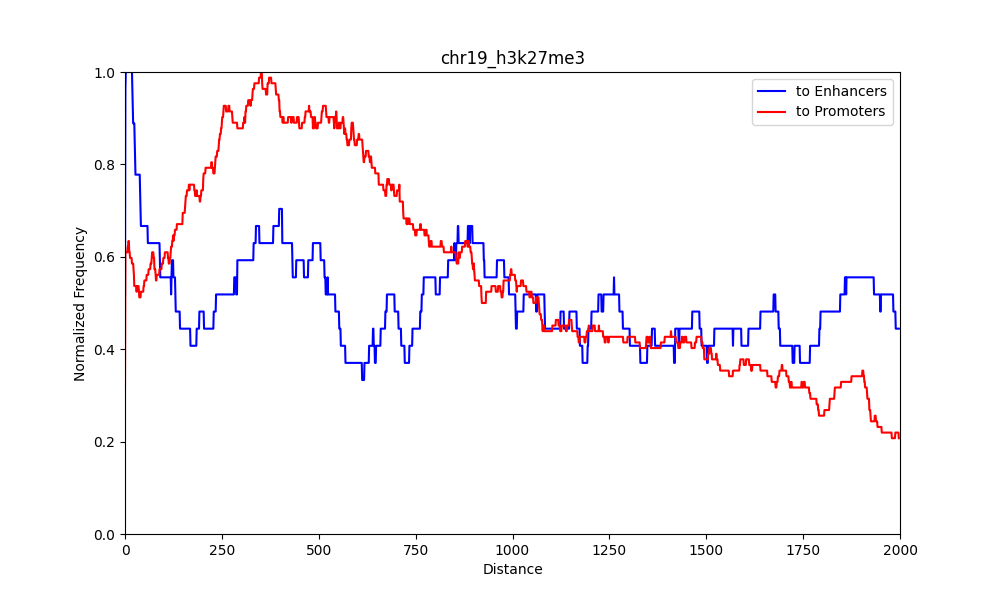 chr19_h3k27me3
to Enhancers
to Promoters
Normalized Frequency
1.0
0.8
0.6
0.4
0.2
0.0
0 250 500 750 1000 1250 1500 1750 2000
Distance